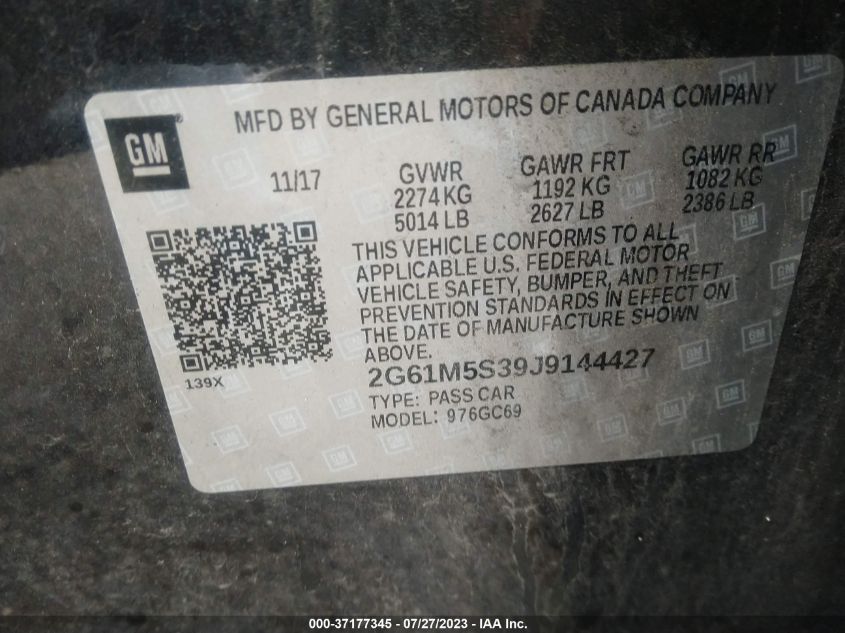 MFD BY GENERAL MOTORS OF CANADA COMPANY
GM
11/17
GVWR
2274 KG
5014 LB
GAWR FRT
1192 KG
2627 LB
GAWR RR
1082 KG
2386 LB
THIS VEHICLE CONFORMS TO ALL
APPLICABLE U.S. FEDERAL MOTOR
VEHICLE SAFETY, BUMPER, AND THEFT
PREVENTION STANDARDS IN EFFECT ON
THE DATE OF MANUFACTURE SHOWN
ABOVE.
139X
2G61M5S39J9144427
TYPE: PASS CAR
MODEL: 976GC69
000-37177345 - 07/27/2023 - IAA Inc.